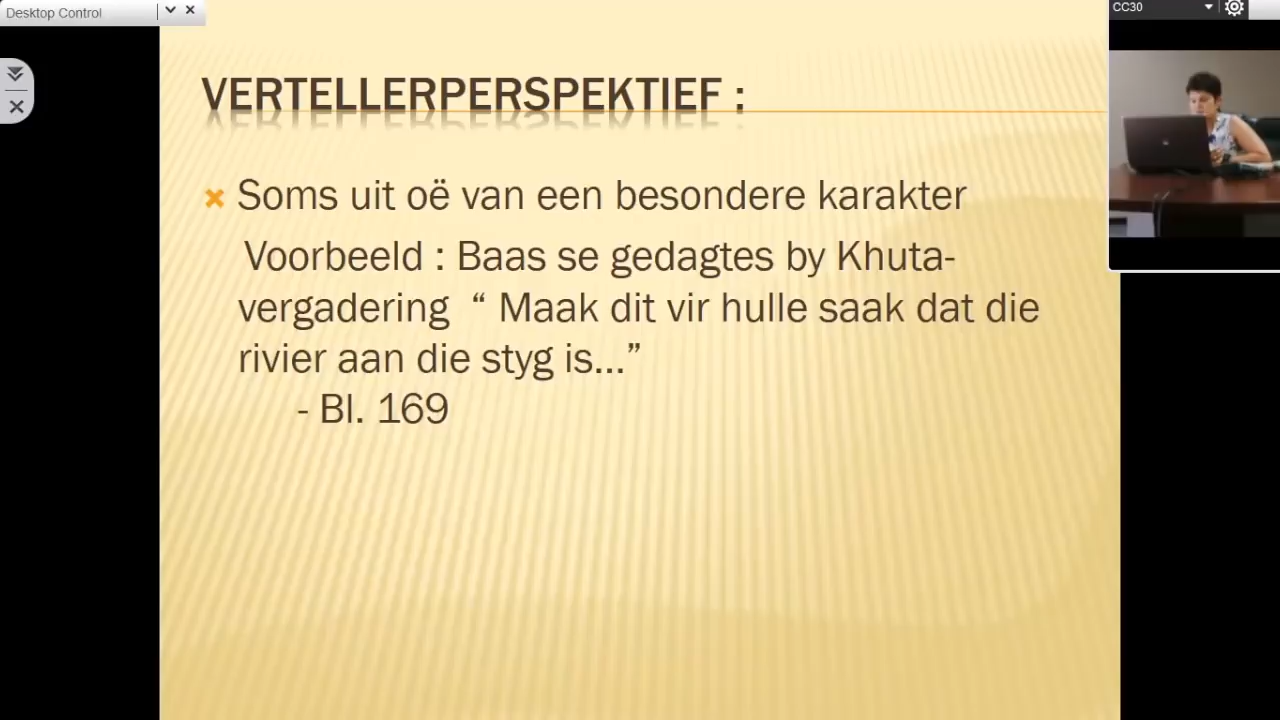 Desktop Control
CC30
VERTELLERPERSPEKTIEF :
Soms uit oë van een besondere karakter
Voorbeeld : Baas se gedagtes by Khuta-
vergadering “ Maak dit vir hulle saak dat die
rivier aan die styg is...”
- Bl. 169